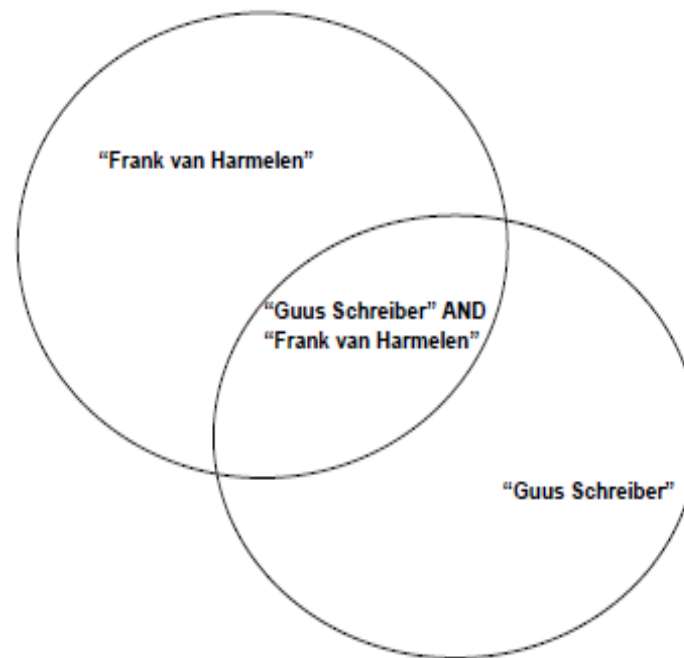 “Frank van Harmelen”
“Guus Schreiber” AND
“Frank van Harmelen”
“Guus Schreiber”